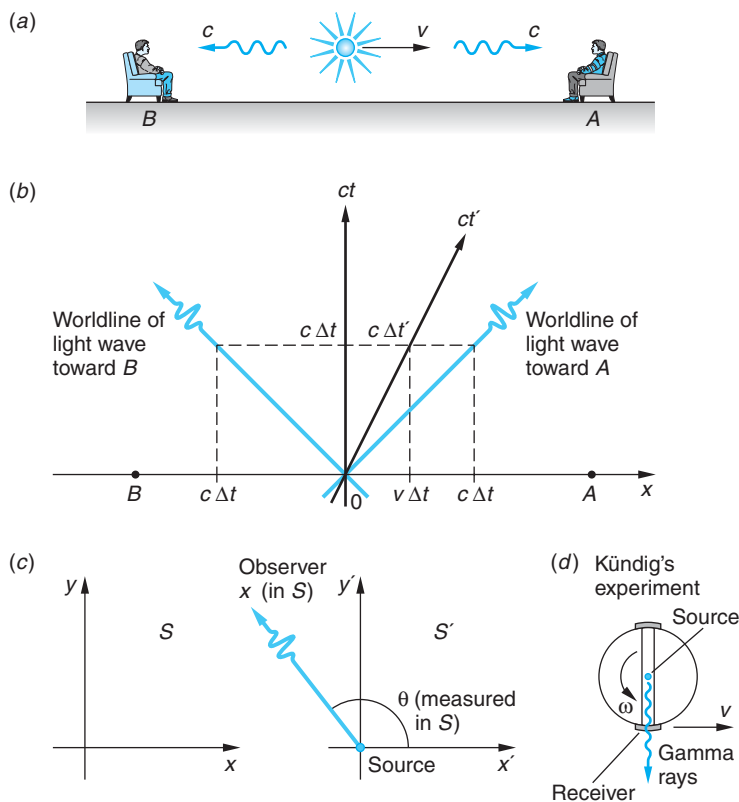 (a)
c
v
c
B
A
(b)
ct
ct′
Worldline of
light wave
toward B
c Δt
c Δt′
Worldline of
light wave
toward A
B
c Δt
0
v Δt
c Δt
A
x
(c)
y
S
x
Observer
x (in S)
y′
S′
θ (measured
in S)
Source
x′
(d)
Kündig's
experiment
Source
ω
v
Gamma
rays
Receiver